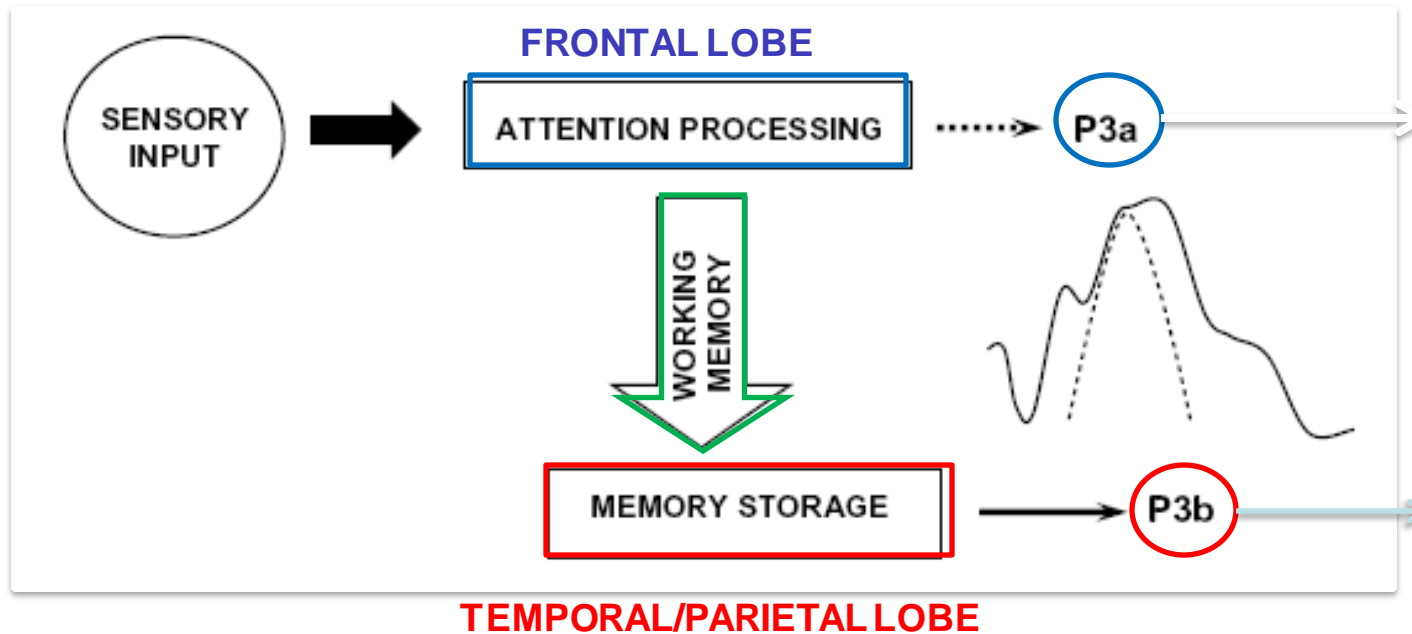 FRONTAL LOBE
SENSORY
INPUT
ATTENTION PROCESSING
P3a
WORKING
MEMORY
MEMORY STORAGE
P3b
TEMPORAL/PARIETAL LOBE